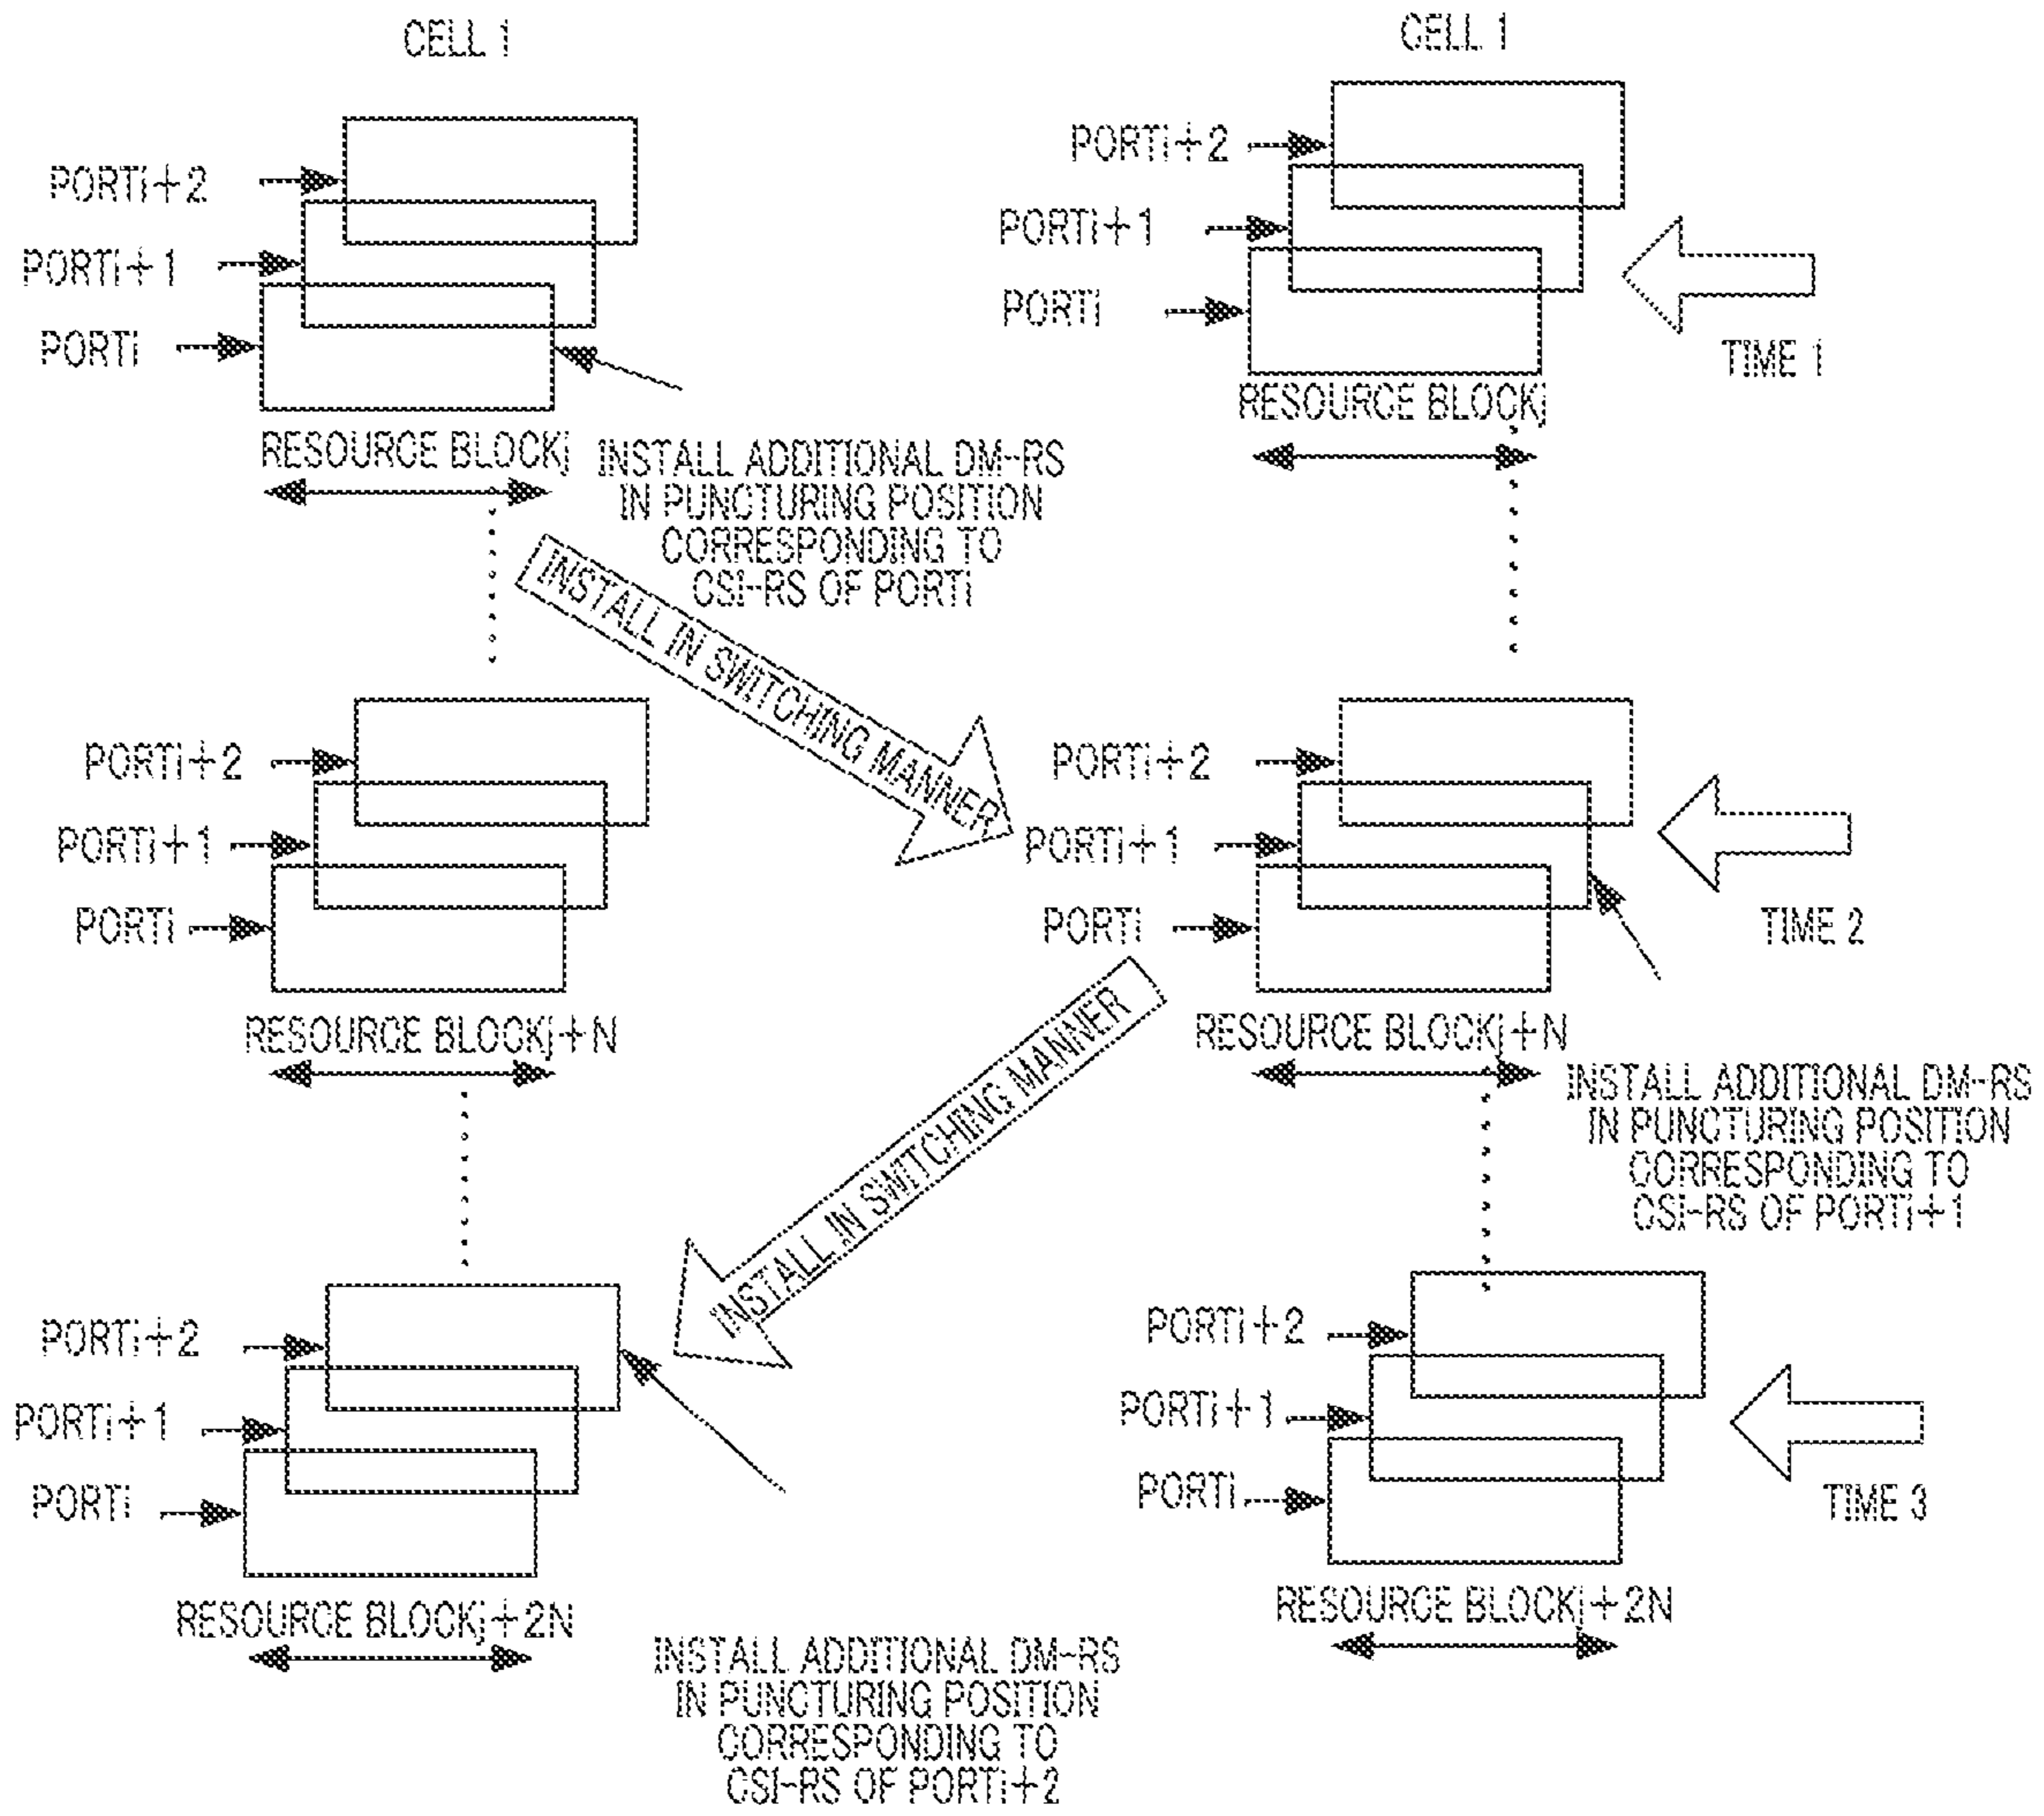 CELL 1
CELL 1
PORTi+2
PORTi+1
PORTi
RESOURCE BLOCKj
INSTALL ADDITIONAL DM-RS
IN PUNCTURING POSITION
CORRESPONDING TO
CSI-RS OF PORTi
PORTi+2
PORTi+1
PORTi
TIME 1
RESOURCE BLOCKj
INSTALL IN SWITCHING MANNER
PORTi+2
PORTi+1
PORTi
RESOURCE BLOCKj+N
PORTi+2
PORTi+1
PORTi
TIME 2
RESOURCE BLOCKj+N
INSTALL ADDITIONAL DM-RS
IN PUNCTURING POSITION
CORRESPONDING TO
CSI-RS OF PORTi+1
INSTALL IN SWITCHING MANNER
PORTi+2
PORTi+1
PORTi
RESOURCE BLOCKj+2N
INSTALL ADDITIONAL DM-RS
IN PUNCTURING POSITION
CORRESPONDING TO
CSI-RS OF PORTi+2
PORTi+2
PORTi+1
PORTi
TIME 3
RESOURCE BLOCKj+2N